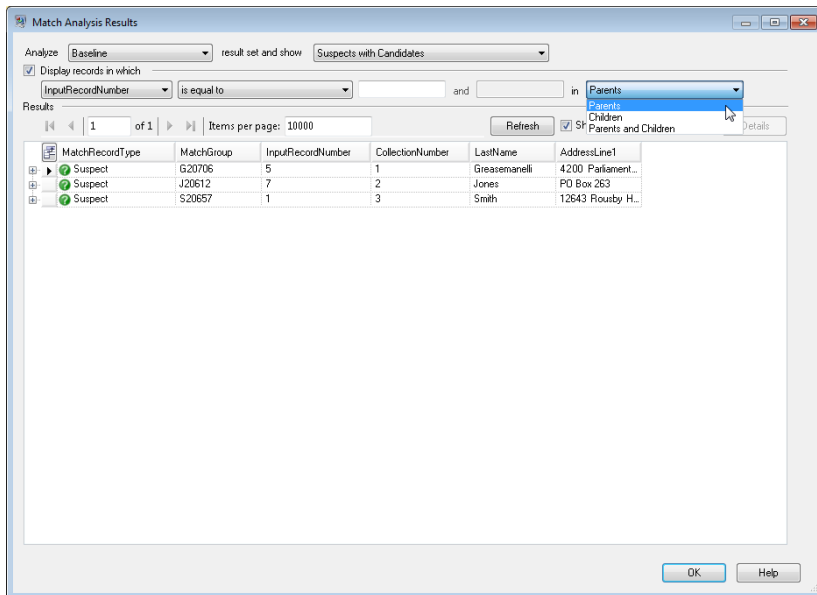 Match Analysis Results
Analyze Baseline result set and show Suspects with Candidates
Display records in which
InputRecordNumber is equal to and in Parents
Parents
Children
Parents and Children
Results
1 of 1 Items per page: 10000 Refresh Details
MatchRecordType MatchGroup InputRecordNumber CollectionNumber LastName AddressLine1
Suspect G20706 5 1 Greasemanelli 4200 Parliament...
Suspect J20612 7 2 Jones PO Box 263
Suspect S20657 1 3 Smith 12643 Rousby H...
OK Help